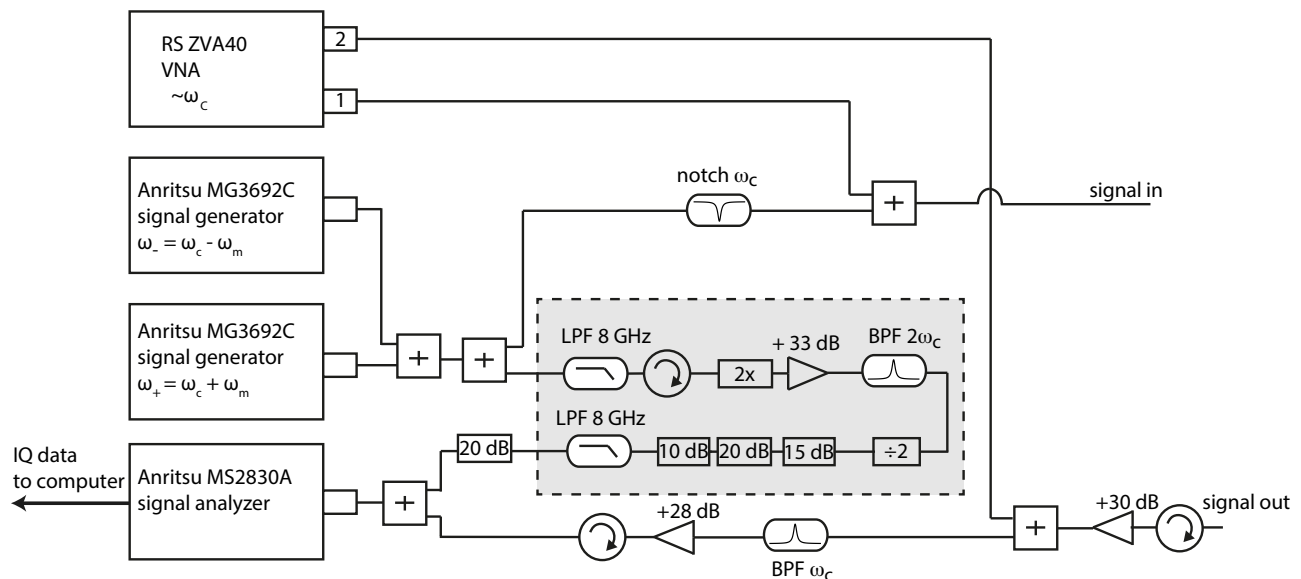 RS ZVA40
VNA
~ω_c
2
1
Anritsu MG3692C
signal generator
ω_- = ω_c - ω_m
notch ω_c
+
signal in
Anritsu MG3692C
signal generator
ω_+ = ω_c + ω_m
+
+
LPF 8 GHz
2x
+ 33 dB
BPF 2ω_c
LPF 8 GHz
10 dB
20 dB
15 dB
÷2
20 dB
IQ data
to computer
Anritsu MS2830A
signal analyzer
+
+28 dB
BPF ω_c
+
+30 dB
signal out